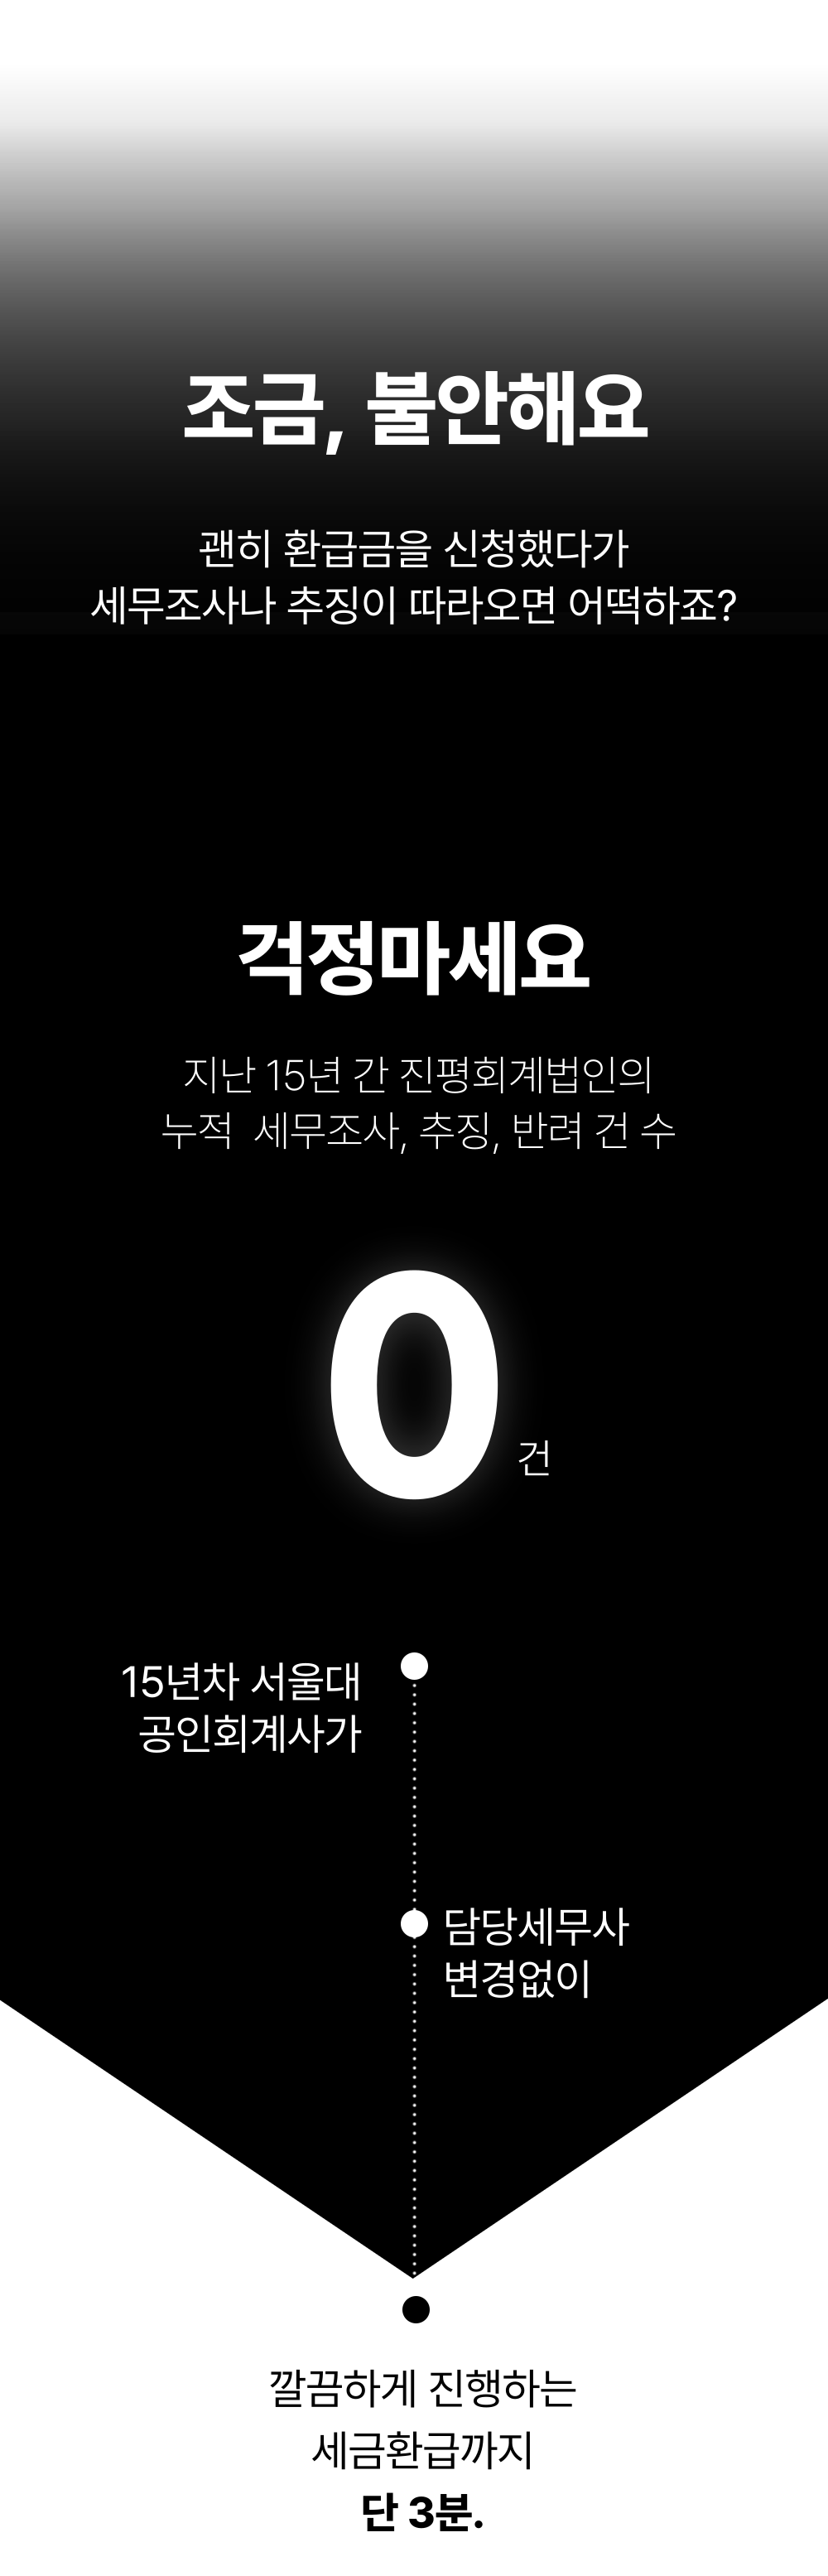 조금, 불안해요
괜히 환급금을 신청했다가
세무조사나 추징이 따라오면 어떡하죠?
걱정마세요
지난 15년 간 진평회계법인의
누적 세무조사, 추징, 반려 건 수
0 건
15년차 서울대
공인회계사가
담당세무사
변경없이
깔끔하게 진행하는
세금환급까지
단 3분.